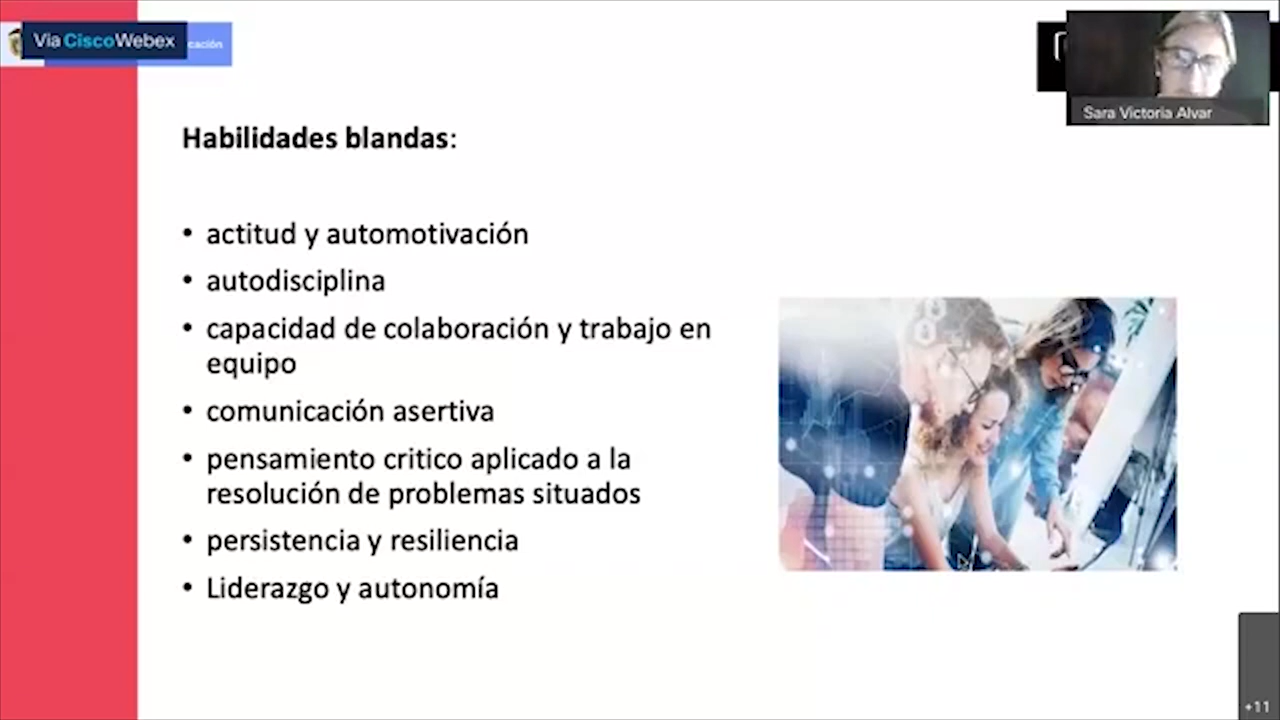 Vía CiscoWebex
cación
Sara Victoria Alvar
Habilidades blandas:
• actitud y automotivación
• autodisciplina
• capacidad de colaboración y trabajo en
equipo
• comunicación asertiva
• pensamiento critico aplicado a la
resolución de problemas situados
• persistencia y resiliencia
• Liderazgo y autonomía
+11